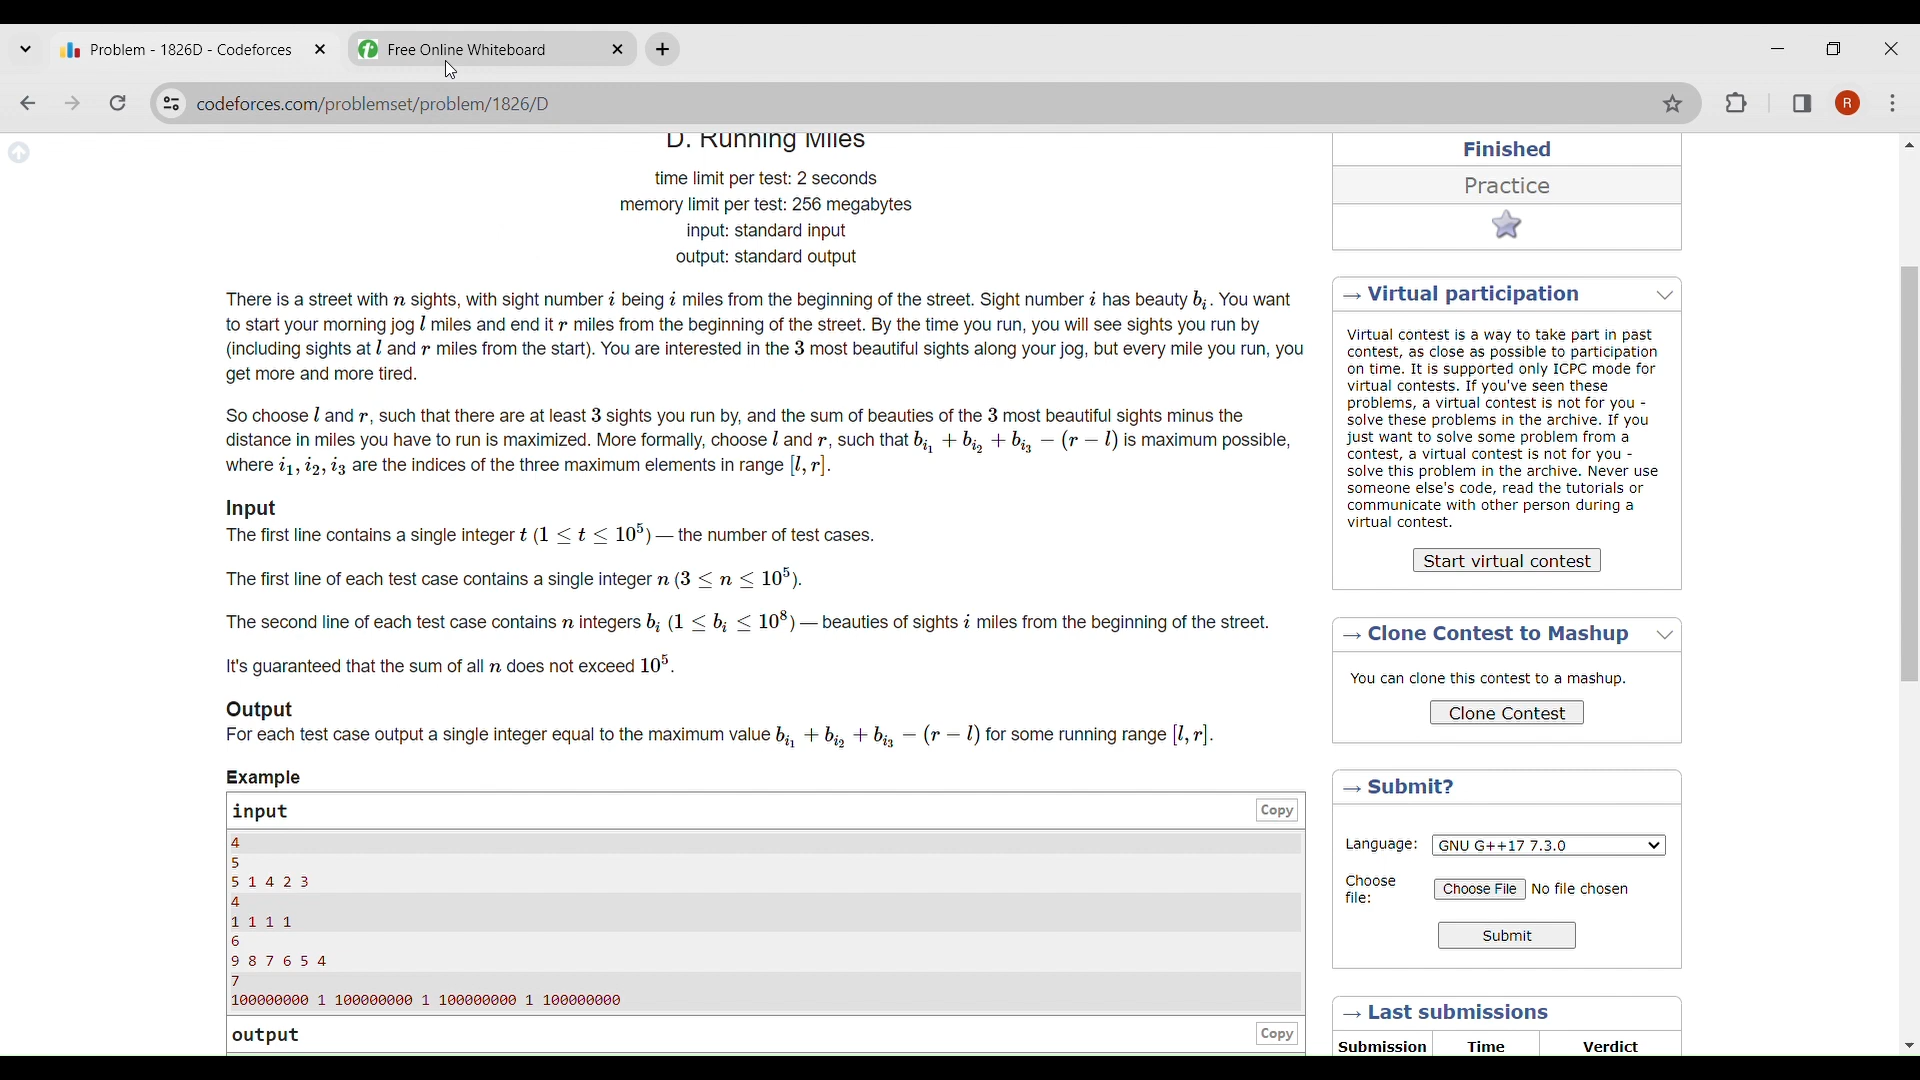 Problem - 1826D - Codeforces
Free Online Whiteboard
codeforces.com/problemset/problem/1826/D
R
D. Running Miles
time limit per test: 2 seconds
memory limit per test: 256 megabytes
input: standard input
output: standard output
There is a street with n sights, with sight number i being i miles from the beginning of the street. Sight number i has beauty b_i. You want
to start your morning jog l miles and end it r miles from the beginning of the street. By the time you run, you will see sights you run by
(including sights at l and r miles from the start). You are interested in the 3 most beautiful sights along your jog, but every mile you run, you
get more and more tired.
So choose l and r, such that there are at least 3 sights you run by, and the sum of beauties of the 3 most beautiful sights minus the
distance in miles you have to run is maximized. More formally, choose l and r, such that b_{i_1} + b_{i_2} + b_{i_3} − (r − l) is maximum possible,
where i_1, i_2, i_3 are the indices of the three maximum elements in range [l, r].
Input
The first line contains a single integer t (1 ≤ t ≤ 10^5) — the number of test cases.
The first line of each test case contains a single integer n (3 ≤ n ≤ 10^5).
The second line of each test case contains n integers b_i (1 ≤ b_i ≤ 10^8) — beauties of sights i miles from the beginning of the street.
It's guaranteed that the sum of all n does not exceed 10^5.
Output
For each test case output a single integer equal to the maximum value b_{i_1} + b_{i_2} + b_{i_3} − (r − l) for some running range [l, r].
Example
input
Copy
4
5
5 1 4 2 3
4
1 1 1 1
6
9 8 7 6 5 4
7
100000000 1 100000000 1 100000000 1 100000000
output
Copy
Finished
Practice
→ Virtual participation
Virtual contest is a way to take part in past
contest, as close as possible to participation
on time. It is supported only ICPC mode for
virtual contests. If you've seen these
problems, a virtual contest is not for you -
solve these problems in the archive. If you
just want to solve some problem from a
contest, a virtual contest is not for you -
solve this problem in the archive. Never use
someone else's code, read the tutorials or
communicate with other person during a
virtual contest.
Start virtual contest
→ Clone Contest to Mashup
You can clone this contest to a mashup.
Clone Contest
→ Submit?
Language: GNU G++17 7.3.0
Choose
file: Choose File No file chosen
Submit
→ Last submissions
Submission Time Verdict